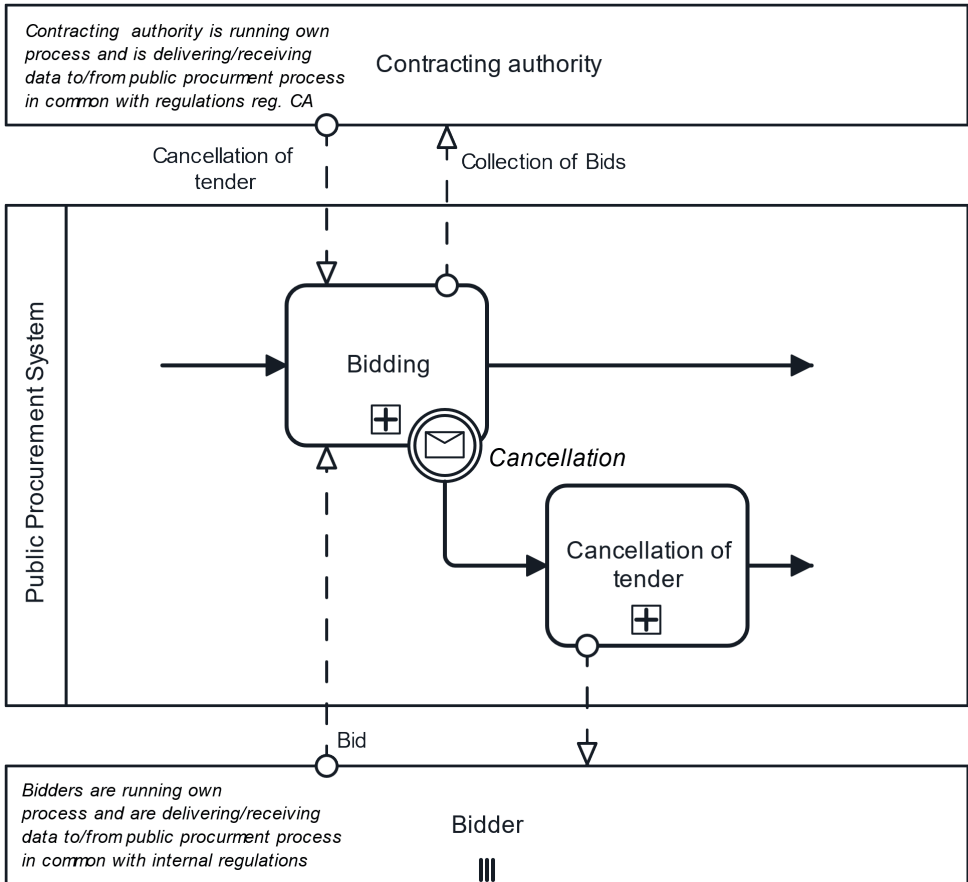 Contracting authority is running own
process and is delivering/receiving
data to/from public procurment process
in common with regulations reg. CA
Contracting authority
Cancellation of
tender
Collection of Bids
Public Procurement System
Bidding
Cancellation
Cancellation of
tender
Bid
Bidders are running own
process and are delivering/receiving
data to/from public procurment process
in common with internal regulations
Bidder